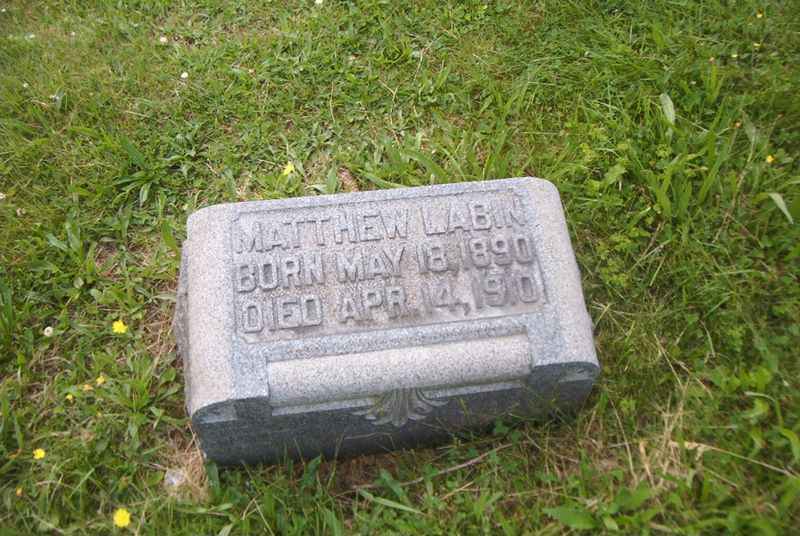 MATTHEW LABIN
BORN MAY 18, 1890
DIED APR. 14, 1910